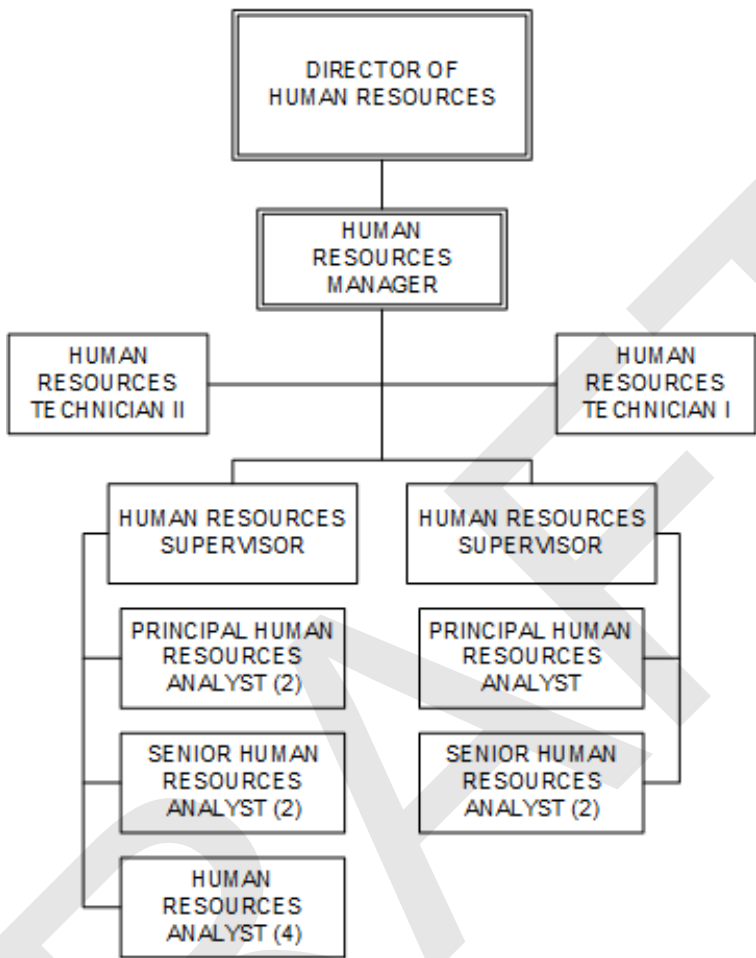 DIRECTOR OF
HUMAN RESOURCES
HUMAN
RESOURCES
MANAGER
HUMAN
RESOURCES
TECHNICIAN II
HUMAN
RESOURCES
TECHNICIAN I
HUMAN RESOURCES
SUPERVISOR
HUMAN RESOURCES
SUPERVISOR
PRINCIPAL HUMAN
RESOURCES
ANALYST (2)
PRINCIPAL HUMAN
RESOURCES
ANALYST
SENIOR HUMAN
RESOURCES
ANALYST (2)
SENIOR HUMAN
RESOURCES
ANALYST (2)
HUMAN
RESOURCES
ANALYST (4)